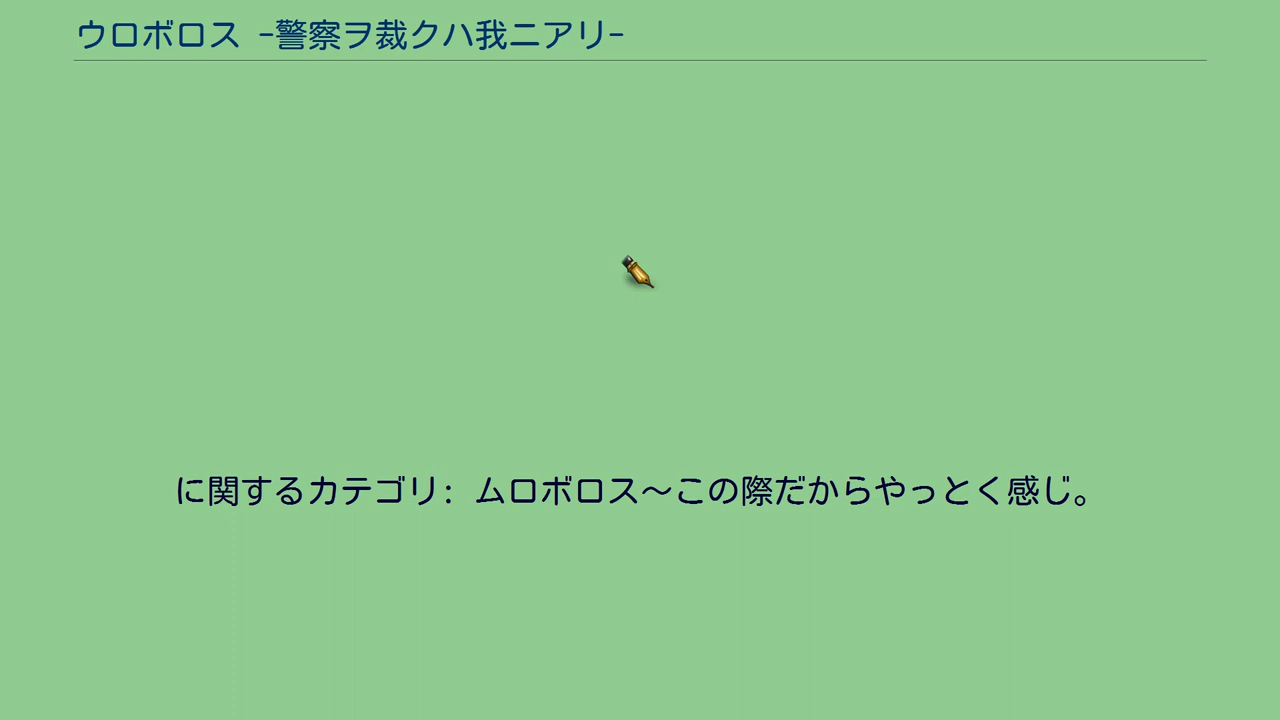 ウロボロス -警察ヲ裁クハ我ニアリ-
に関するカテゴリ: ムロボロス〜この際だからやっとく感じ。